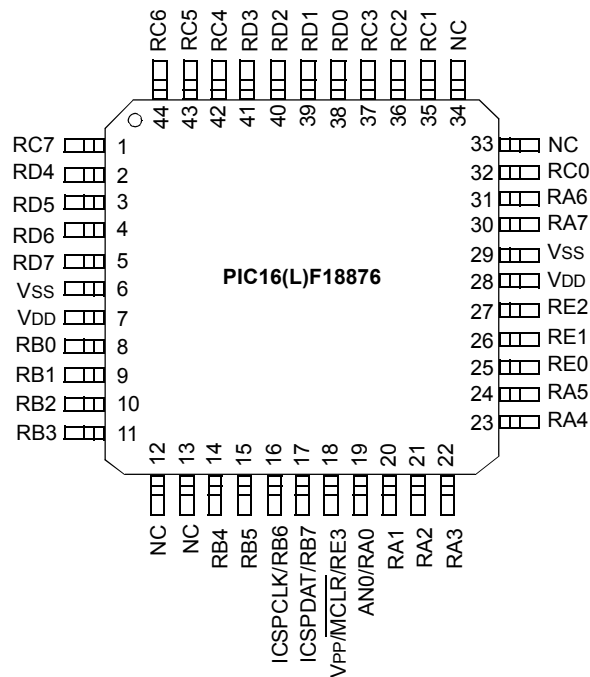 RC6
RC5
RC4
RD3
RD2
RD1
RD0
RC3
RC2
RC1
NC
44
43
42
41
40
39
38
37
36
35
34
RC7 1
RD4 2
RD5 3
RD6 4
RD7 5
VSS 6
VDD 7
RB0 8
RB1 9
RB2 10
RB3 11
PIC16(L)F18876
33 NC
32 RC0
31 RA6
30 RA7
29 VSS
28 VDD
27 RE2
26 RE1
25 RE0
24 RA5
23 RA4
12
13
14
15
16
17
18
19
20
21
22
NC
NC
RB4
RB5
ICSPCLK/RB6
ICSPDAT/RB7
VPP/MCLR/RE3
AN0/RA0
RA1
RA2
RA3